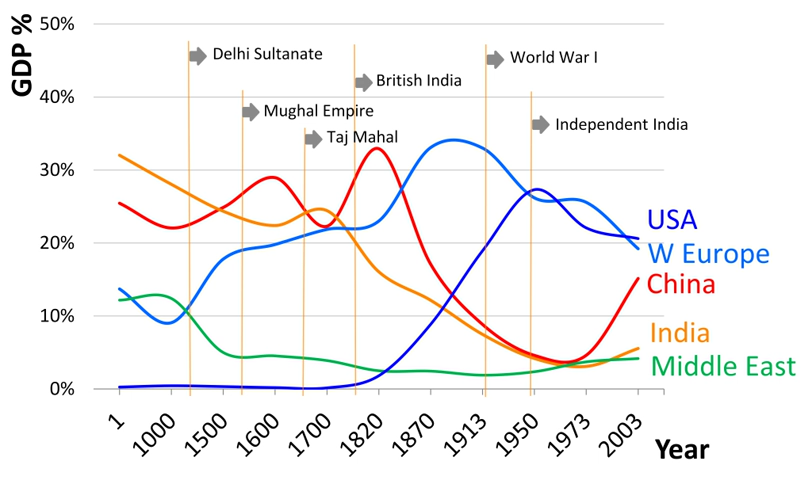 GDP %
50%
40%
30%
20%
10%
0%
Delhi Sultanate
World War I
British India
Mughal Empire
Independent India
Taj Mahal
USA
W Europe
China
India
Middle East
1
1000
1500
1600
1700
1820
1870
1913
1950
1973
2003
Year